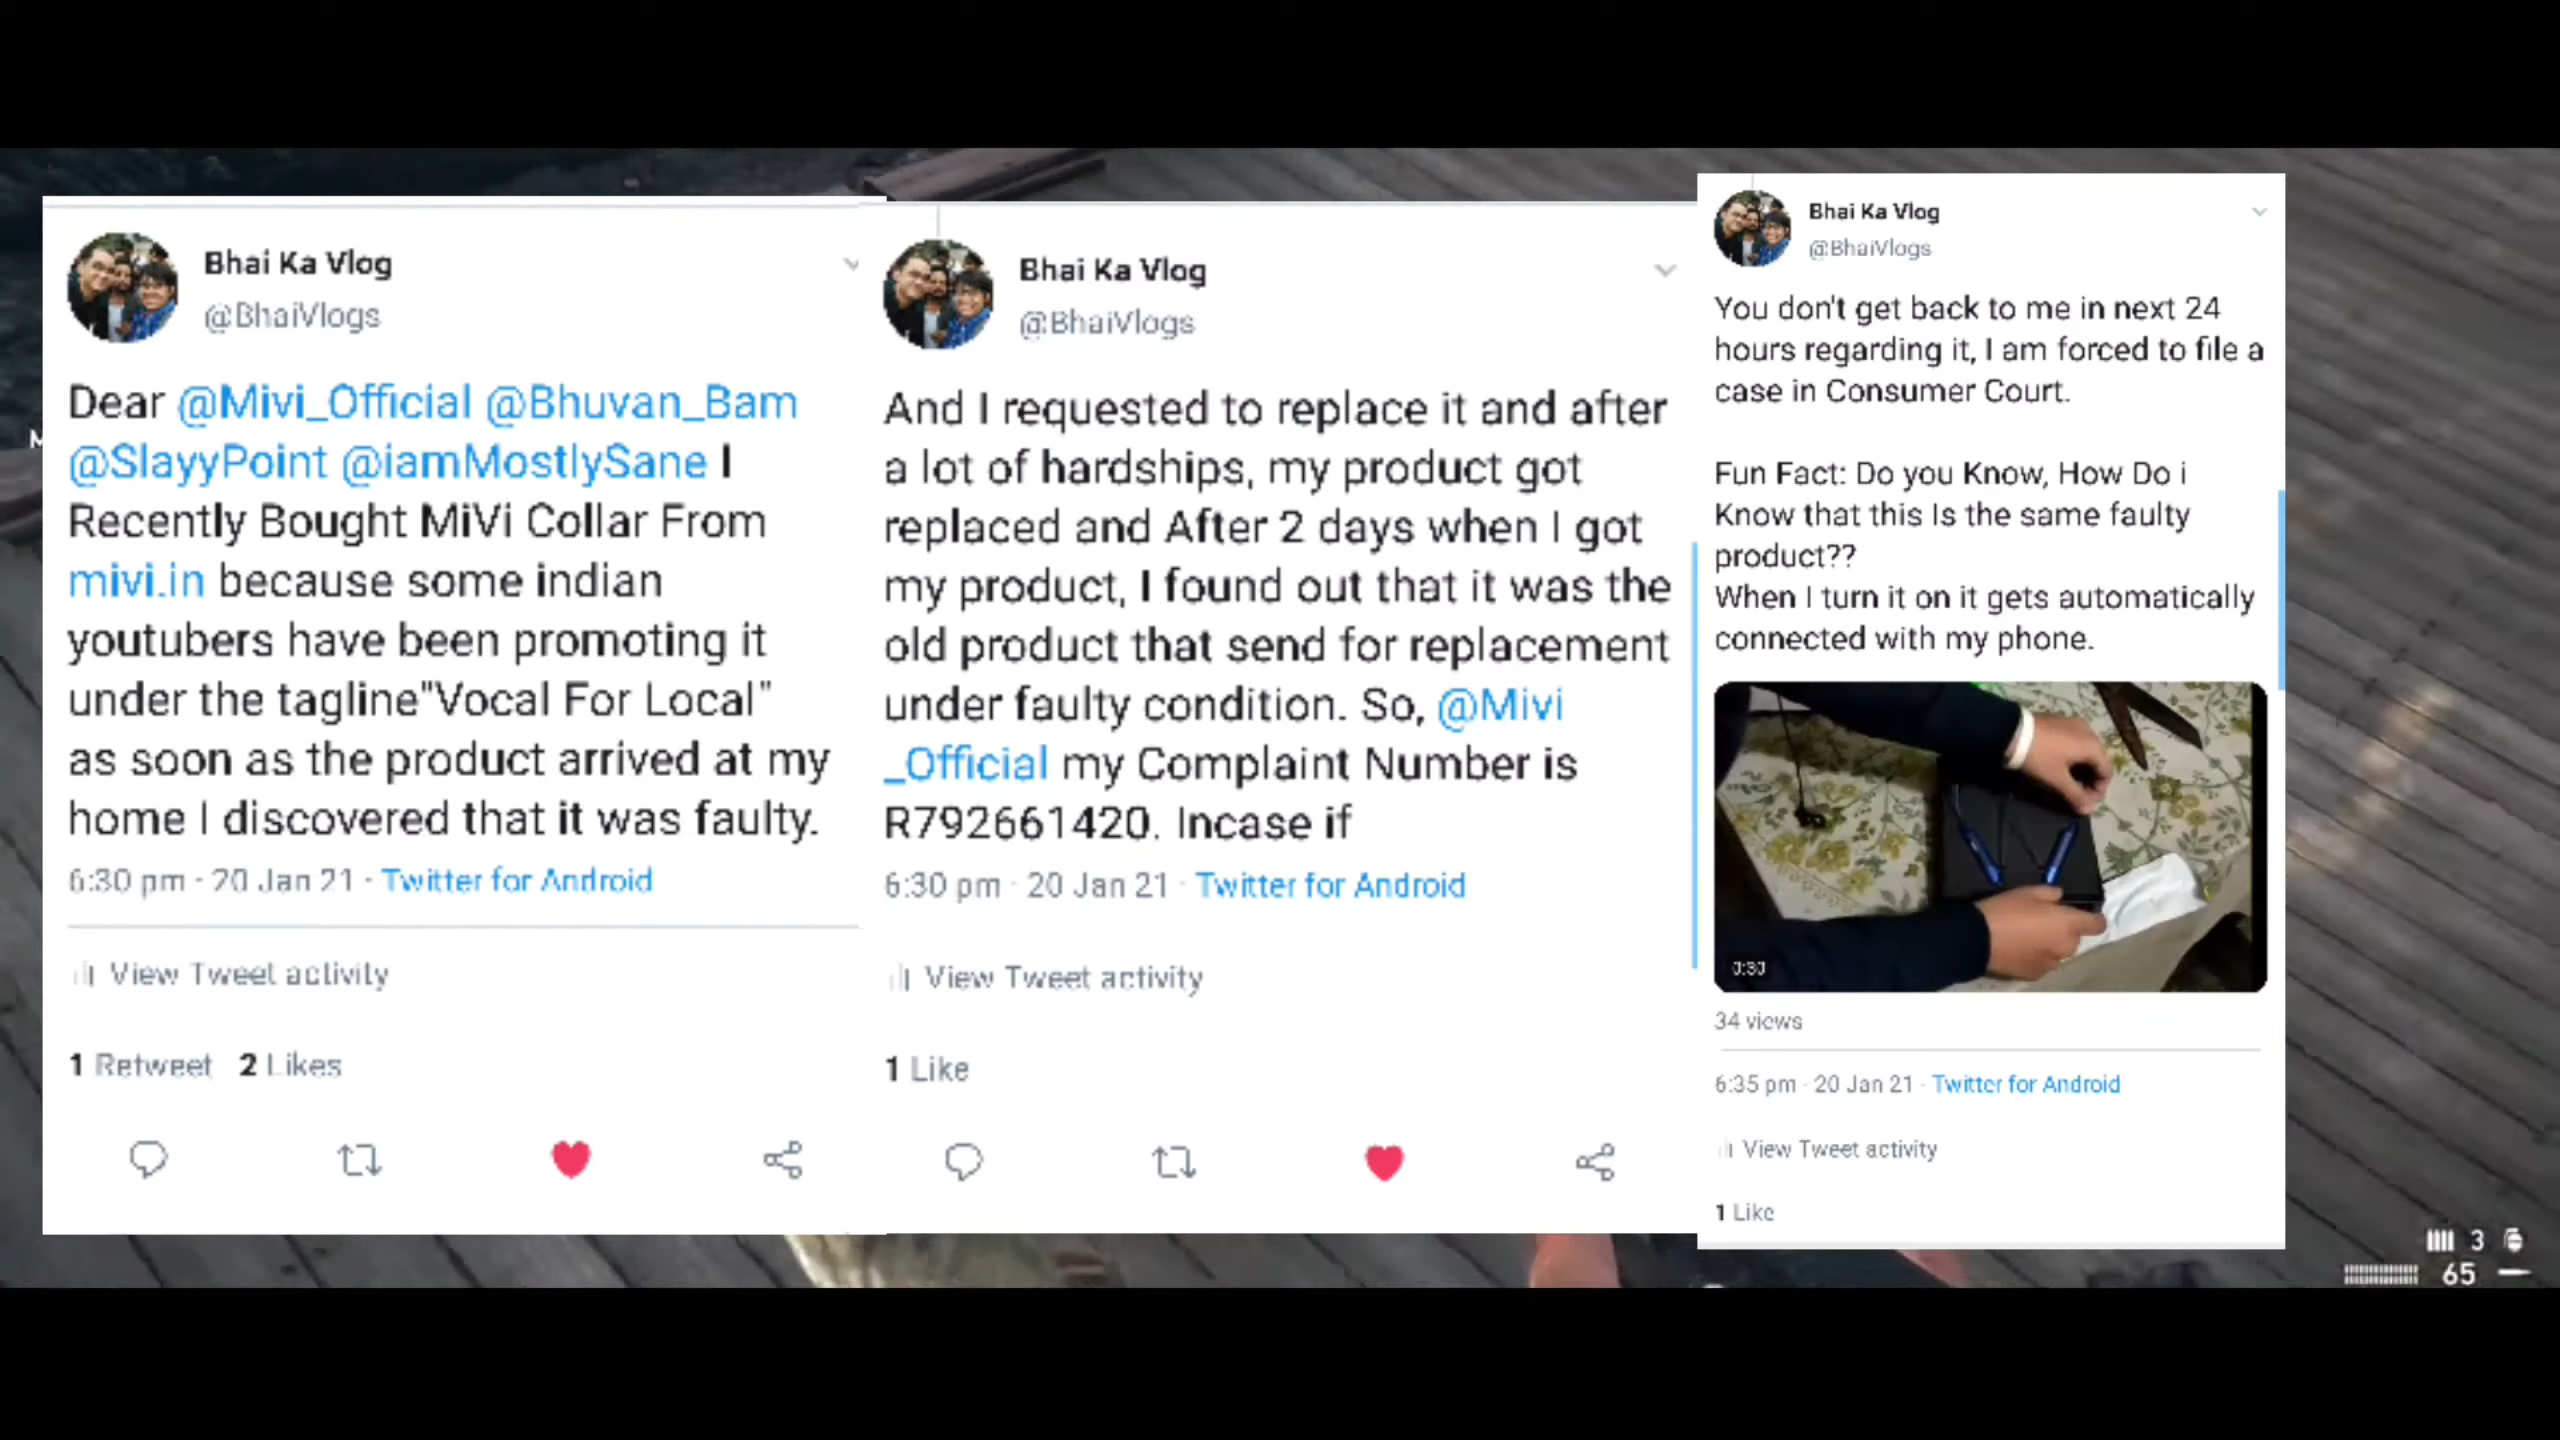 Bhai Ka Vlog
@BhaiVlogs
Dear @Mivi_Official @Bhuvan_Bam
@SlayyPoint @iamMostlySane I
Recently Bought MiVi Collar From
mivi.in because some indian
youtubers have been promoting it
under the tagline"Vocal For Local"
as soon as the product arrived at my
home I discovered that it was faulty.
6:30 pm · 20 Jan 21 · Twitter for Android
View Tweet activity
1 Retweet 2 Likes
Bhai Ka Vlog
@BhaiVlogs
And I requested to replace it and after
a lot of hardships, my product got
replaced and After 2 days when I got
my product, I found out that it was the
old product that send for replacement
under faulty condition. So, @Mivi
_Official my Complaint Number is
R792661420. Incase if
6:30 pm · 20 Jan 21 · Twitter for Android
View Tweet activity
1 Like
Bhai Ka Vlog
@BhaiVlogs
You don't get back to me in next 24
hours regarding it, I am forced to file a
case in Consumer Court.
Fun Fact: Do you Know, How Do i
Know that this Is the same faulty
product??
When I turn it on it gets automatically
connected with my phone.
0:30
34 views
6:35 pm · 20 Jan 21 · Twitter for Android
View Tweet activity
1 Like
3
65